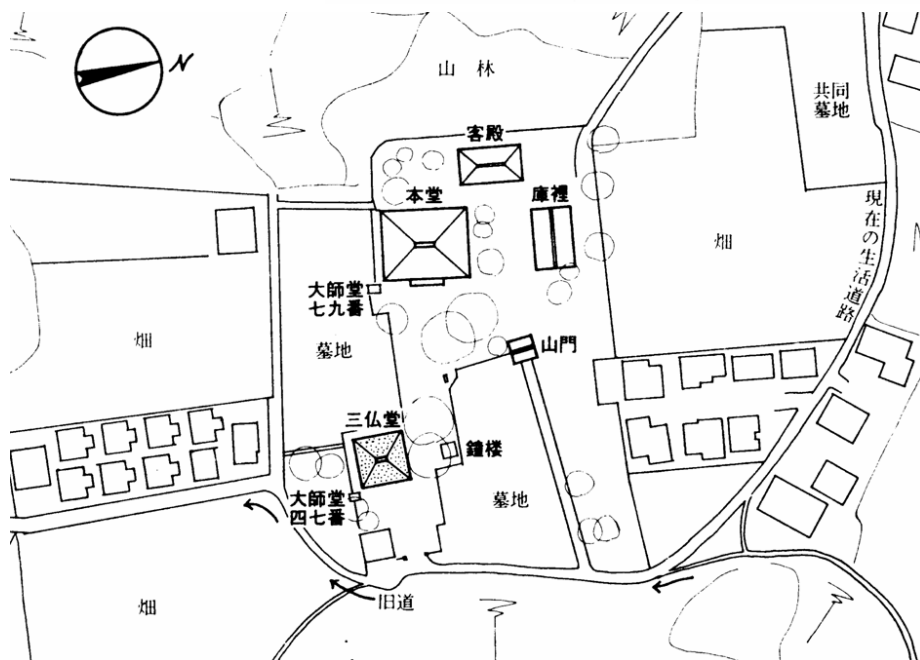 N
山林
共同
墓地
客殿
本堂
庫裡
現在の生活道路
畑
大師堂
七九番
畑
墓地
山門
三仏堂
鐘楼
大師堂
四七番
墓地
畑
旧道